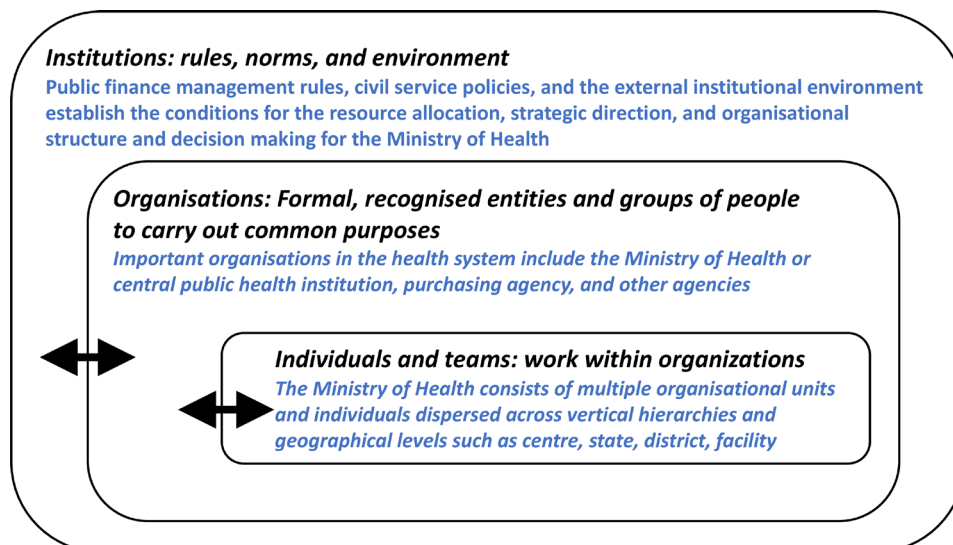 Institutions: rules, norms, and environment
Public finance management rules, civil service policies, and the external institutional environment
establish the conditions for the resource allocation, strategic direction, and organisational
structure and decision making for the Ministry of Health
Organisations: Formal, recognised entities and groups of people
to carry out common purposes
Important organisations in the health system include the Ministry of Health or
central public health institution, purchasing agency, and other agencies
Individuals and teams: work within organizations
The Ministry of Health consists of multiple organisational units
and individuals dispersed across vertical hierarchies and
geographical levels such as centre, state, district, facility